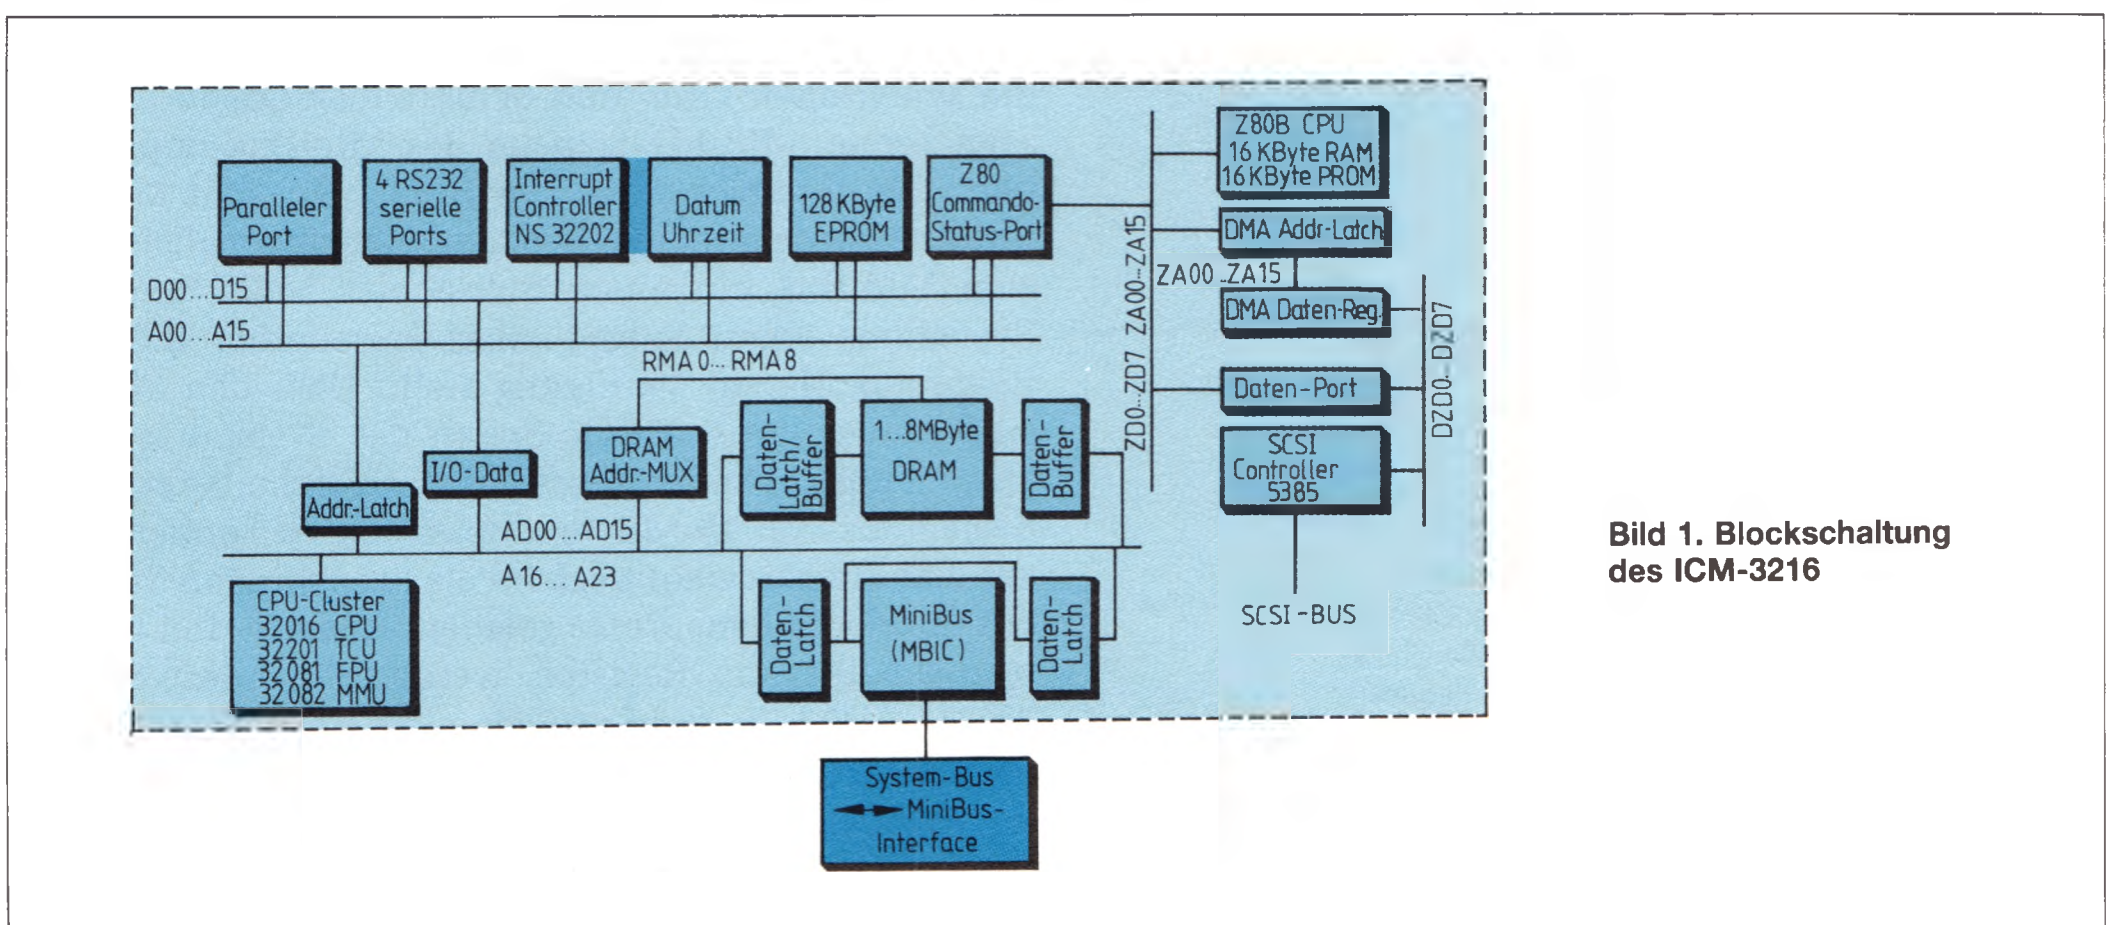 Paralleler
Port
4 RS232
serielle
Ports
Interrupt
Controller
NS 32202
Datum
Uhrzeit
128 KByte
EPROM
Z80
Commando-
Status-Port
D00...D15
A00...A15
RMA 0... RMA 8
Addr.-Latch
I/O-Data
DRAM
Addr.-MUX
Daten-
Latch/
Buffer
1...8MByte
DRAM
Daten-
Buffer
AD00 ...AD15
A16... A23
CPU-Cluster
32016 CPU
32201 TCU
32081 FPU
32082 MMU
Daten-
Latch
MiniBus
(MBIC)
Daten-
Latch
System-Bus
MiniBus-
Interface
ZD0...ZD7 ZA00...ZA15
Z80B CPU
16 KByte RAM
16 KByte PROM
DMA Addr-Latch
ZA00 ..ZA15
DMA Daten-Reg.
Daten-Port
SCSI
Controller
5385
DZD0--DZD7
SCSI-BUS
Bild 1. Blockschaltung
des ICM-3216